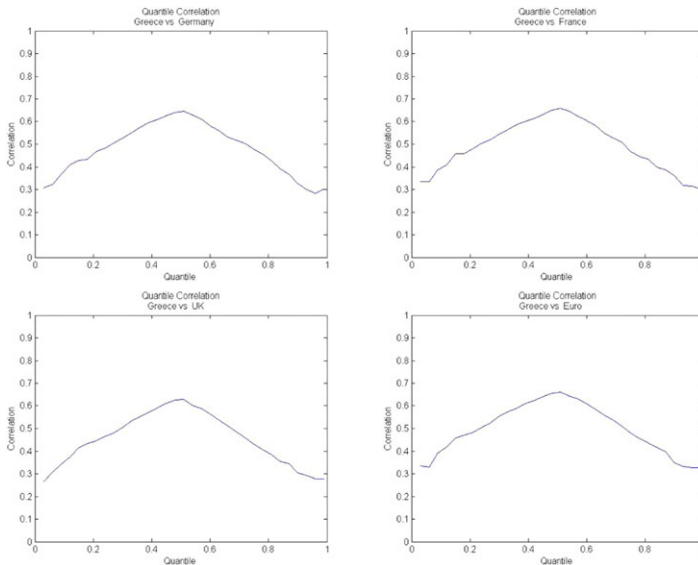 Quantile Correlation
Greece vs Germany
1
0.9
0.8
0.7
0.6
0.5
0.4
0.3
0.2
0.1
0
Correlation
0 0.2 0.4 0.6 0.8 1
Quantile
Quantile Correlation
Greece vs France
1
0.9
0.8
0.7
0.6
0.5
0.4
0.3
0.2
0.1
0
Correlation
0 0.2 0.4 0.6 0.8
Quantile
Quantile Correlation
Greece vs UK
1
0.9
0.8
0.7
0.6
0.5
0.4
0.3
0.2
0.1
0
Correlation
0 0.2 0.4 0.6 0.8 1
Quantile
Quantile Correlation
Greece vs Euro
1
0.9
0.8
0.7
0.6
0.5
0.4
0.3
0.2
0.1
0
Correlation
0 0.2 0.4 0.6 0.8
Quantile